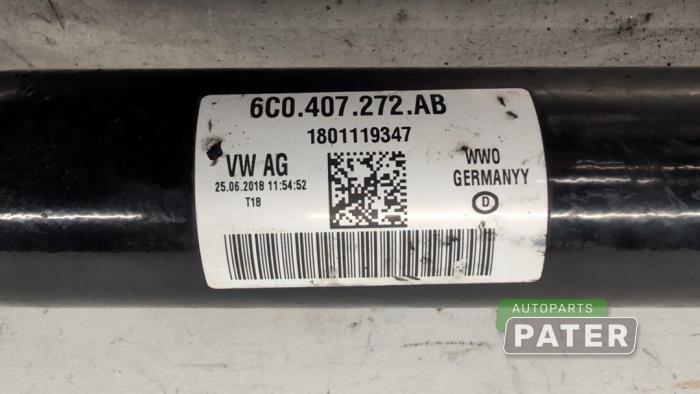 6C0.407.272.AB
1801119347
VW AG
25.06.2018 11:54:52
T18
WWO
GERMANYY
D
AUTOPARTS
PATER